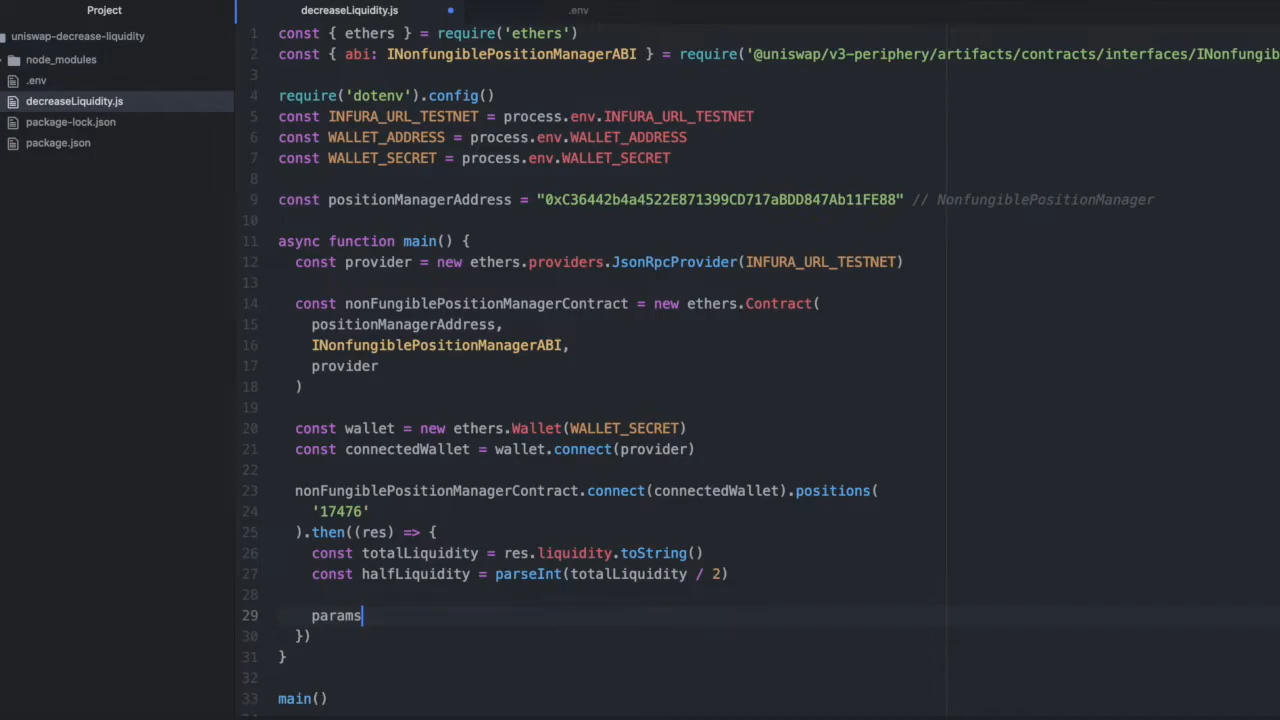 Project
uniswap-decrease-liquidity
node_modules
.env
decreaseLiquidity.js
package-lock.json
package.json
decreaseLiquidity.js
.env
1 const { ethers } = require('ethers')
2 const { abi: INonfungiblePositionManagerABI } = require('@uniswap/v3-periphery/artifacts/contracts/interfaces/INonfungib
3
4 require('dotenv').config()
5 const INFURA_URL_TESTNET = process.env.INFURA_URL_TESTNET
6 const WALLET_ADDRESS = process.env.WALLET_ADDRESS
7 const WALLET_SECRET = process.env.WALLET_SECRET
8
9 const positionManagerAddress = "0xC36442b4a4522E871399CD717aBDD847Ab11FE88" // NonfungiblePositionManager
10
11 async function main() {
12 const provider = new ethers.providers.JsonRpcProvider(INFURA_URL_TESTNET)
13
14 const nonFungiblePositionManagerContract = new ethers.Contract(
15 positionManagerAddress,
16 INonfungiblePositionManagerABI,
17 provider
18 )
19
20 const wallet = new ethers.Wallet(WALLET_SECRET)
21 const connectedWallet = wallet.connect(provider)
22
23 nonFungiblePositionManagerContract.connect(connectedWallet).positions(
24 '17476'
25 ).then((res) => {
26 const totalLiquidity = res.liquidity.toString()
27 const halfLiquidity = parseInt(totalLiquidity / 2)
28
29 params
30 })
31 }
32
33 main()